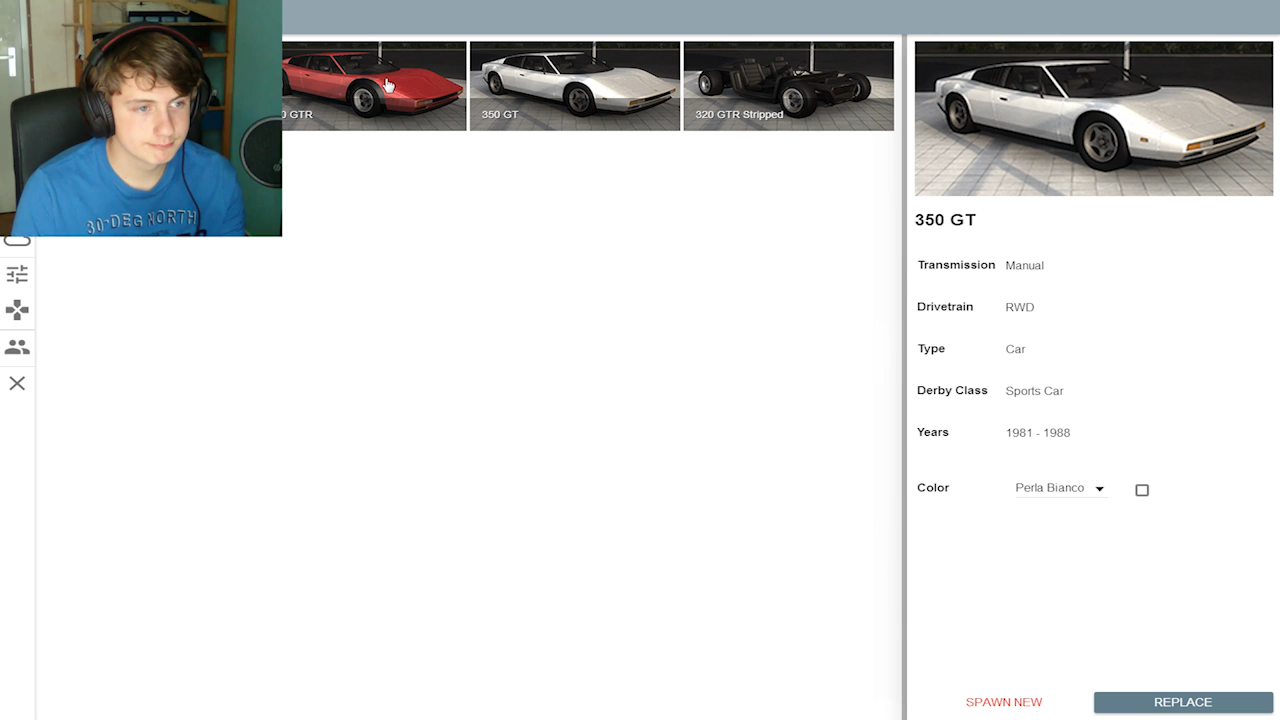 30°DEG NORTH
0 GTR
350 GT
320 GTR Stripped
350 GT
Transmission Manual
Drivetrain RWD
Type Car
Derby Class Sports Car
Years 1981 - 1988
Color Perla Bianco
SPAWN NEW
REPLACE